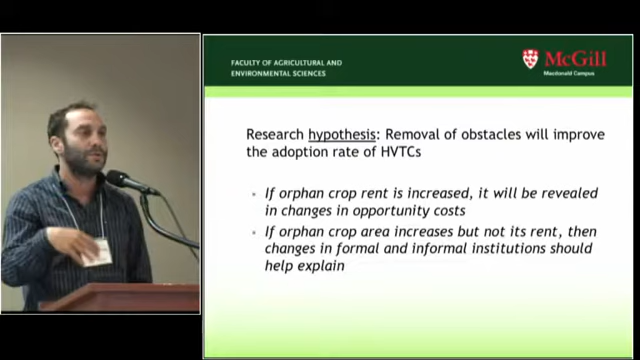 FACULTY OF AGRICULTURAL AND
ENVIRONMENTAL SCIENCES
McGill
Macdonald Campus
Research hypothesis: Removal of obstacles will improve
the adoption rate of HVTCs
• If orphan crop rent is increased, it will be revealed
in changes in opportunity costs
• If orphan crop area increases but not its rent, then
changes in formal and informal institutions should
help explain